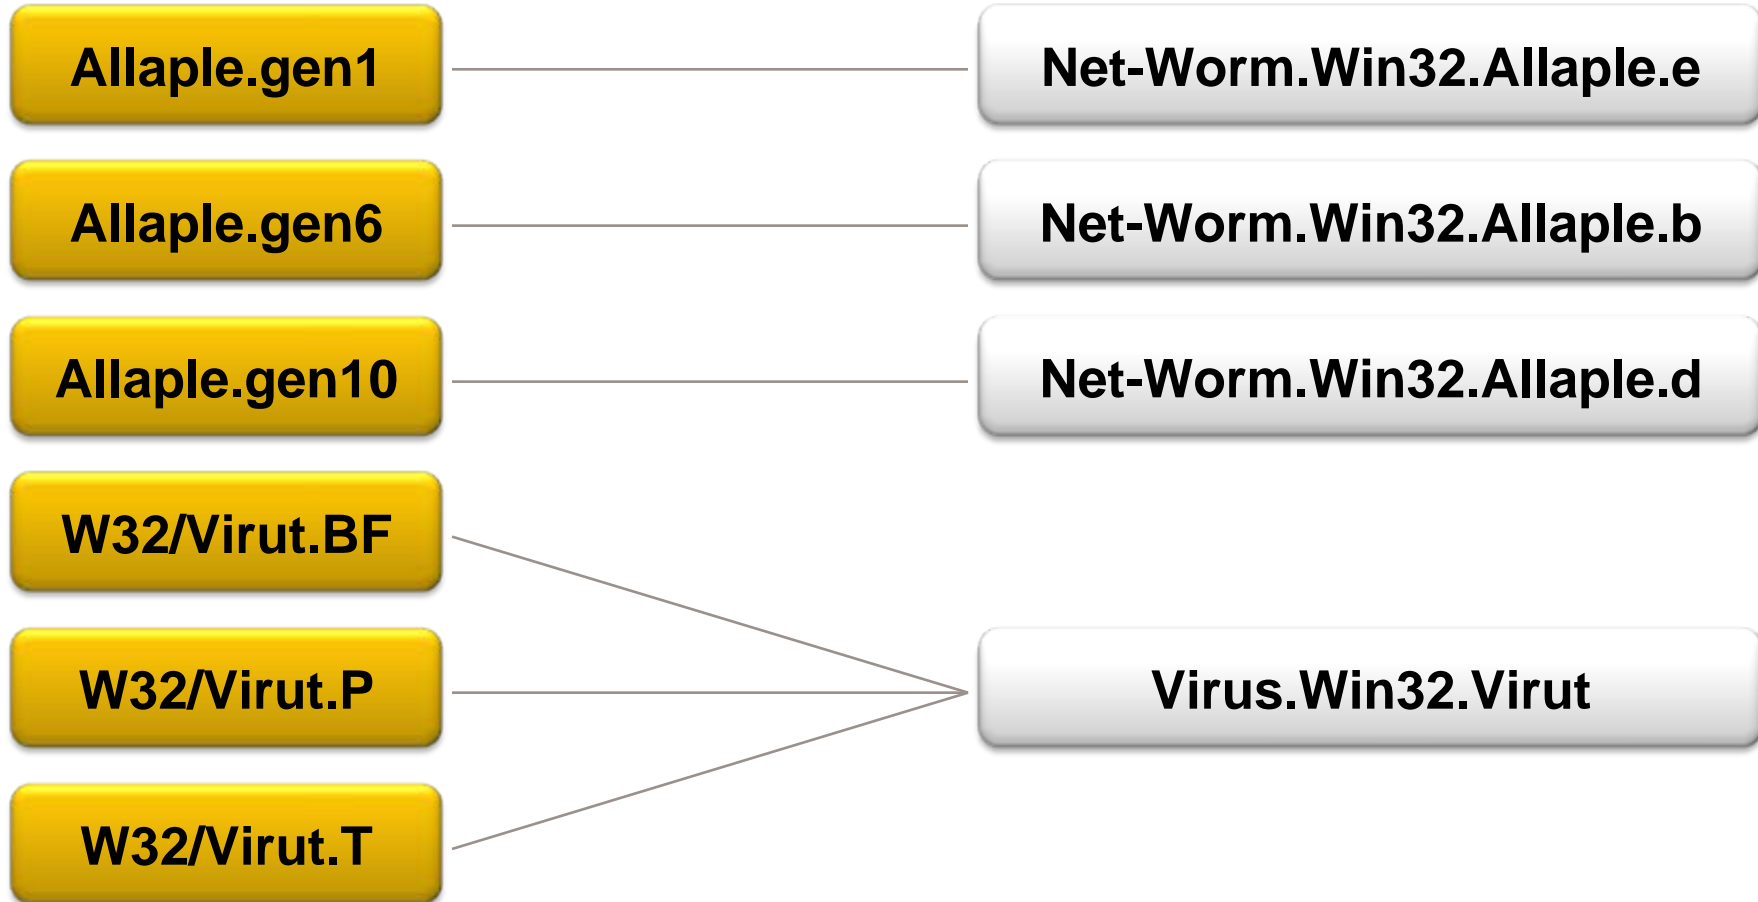 Allaple.gen1
Net-Worm.Win32.Allaple.e
Allaple.gen6
Net-Worm.Win32.Allaple.b
Allaple.gen10
Net-Worm.Win32.Allaple.d
W32/Virut.BF
W32/Virut.P
Virus.Win32.Virut
W32/Virut.T